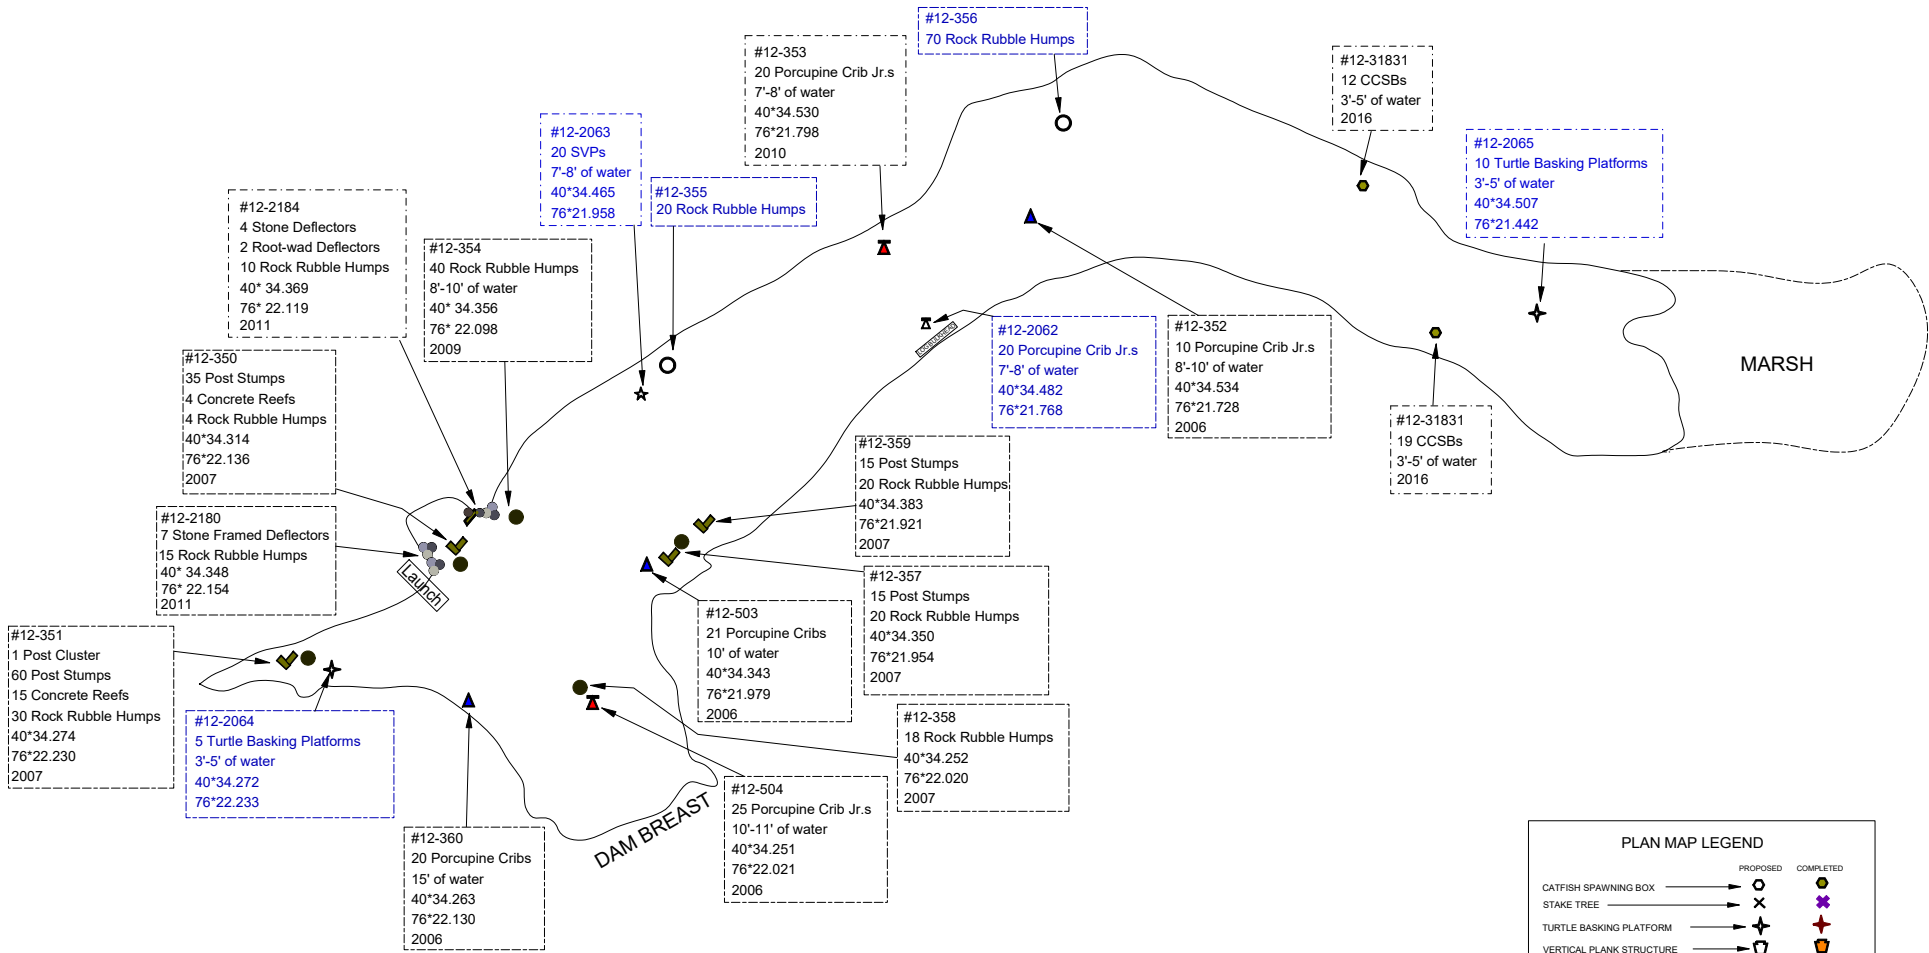 #12-356
70 Rock Rubble Humps
#12-353
20 Porcupine Crib Jr.s
7'-8' of water
40*34.530
76*21.798
2010
#12-31831
12 CCSBs
3'-5' of water
2016
#12-2063
20 SVPs
7'-8' of water
40*34.465
76*21.958
#12-2065
10 Turtle Basking Platforms
3'-5' of water
40*34.507
76*21.442
#12-355
20 Rock Rubble Humps
#12-2184
4 Stone Deflectors
2 Root-wad Deflectors
10 Rock Rubble Humps
40* 34.369
76* 22.119
2011
#12-354
40 Rock Rubble Humps
8'-10' of water
40* 34.356
76* 22.098
2009
#12-2062
20 Porcupine Crib Jr.s
7'-8' of water
40*34.482
76*21.768
#12-352
10 Porcupine Crib Jr.s
8'-10' of water
40*34.534
76*21.728
2006
MARSH
#12-350
35 Post Stumps
4 Concrete Reefs
4 Rock Rubble Humps
40*34.314
76*22.136
2007
#12-31831
19 CCSBs
3'-5' of water
2016
#12-359
15 Post Stumps
20 Rock Rubble Humps
40*34.383
76*21.921
2007
#12-2180
7 Stone Framed Deflectors
15 Rock Rubble Humps
40* 34.348
76* 22.154
2011
Launch
#12-357
15 Post Stumps
20 Rock Rubble Humps
40*34.350
76*21.954
2007
#12-503
21 Porcupine Cribs
10' of water
40*34.343
76*21.979
2006
#12-351
1 Post Cluster
60 Post Stumps
15 Concrete Reefs
30 Rock Rubble Humps
40*34.274
76*22.230
2007
#12-2064
5 Turtle Basking Platforms
3'-5' of water
40*34.272
76*22.233
#12-358
18 Rock Rubble Humps
40*34.252
76*22.020
2007
#12-504
25 Porcupine Crib Jr.s
10'-11' of water
40*34.251
76*22.021
2006
DAM BREAST
#12-360
20 Porcupine Cribs
15' of water
40*34.263
76*22.130
2006
PLAN MAP LEGEND
PROPOSED COMPLETED
CATFISH SPAWNING BOX
STAKE TREE
TURTLE BASKING PLATFORM
VERTICAL PLANK STRUCTURE